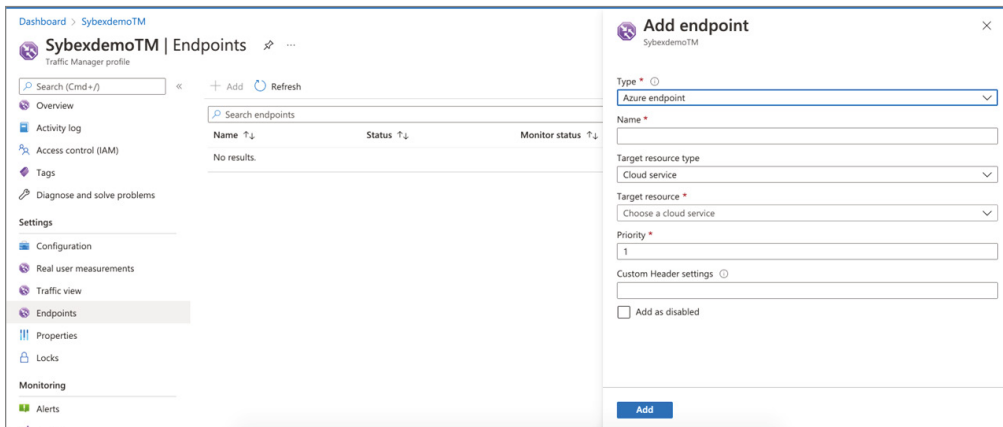 Dashboard > SybexdemoTM
SybexdemoTM | Endpoints
Traffic Manager profile
Search (Cmd+/)
Overview
Activity log
Access control (IAM)
Tags
Diagnose and solve problems
Settings
Configuration
Real user measurements
Traffic view
Endpoints
Properties
Locks
Monitoring
Alerts
+ Add Refresh
Search endpoints
Name ↑↓ Status ↑↓ Monitor status ↑↓
No results.
Add endpoint
SybexdemoTM
Type *
Azure endpoint
Name *
Target resource type
Cloud service
Target resource *
Choose a cloud service
Priority *
1
Custom Header settings
Add as disabled
Add